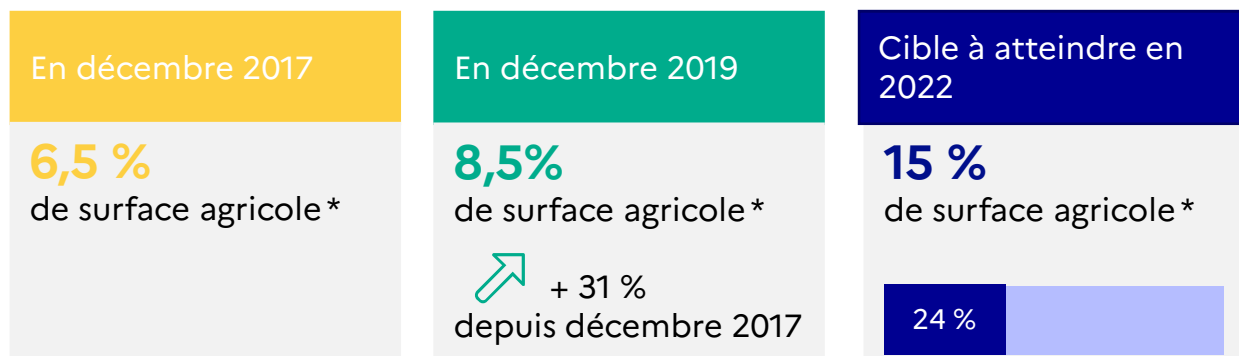 En décembre 2017
6,5 %
de surface agricole*
En décembre 2019
8,5%
de surface agricole*
+ 31 %
depuis décembre 2017
Cible à atteindre en
2022
15 %
de surface agricole*
24 %